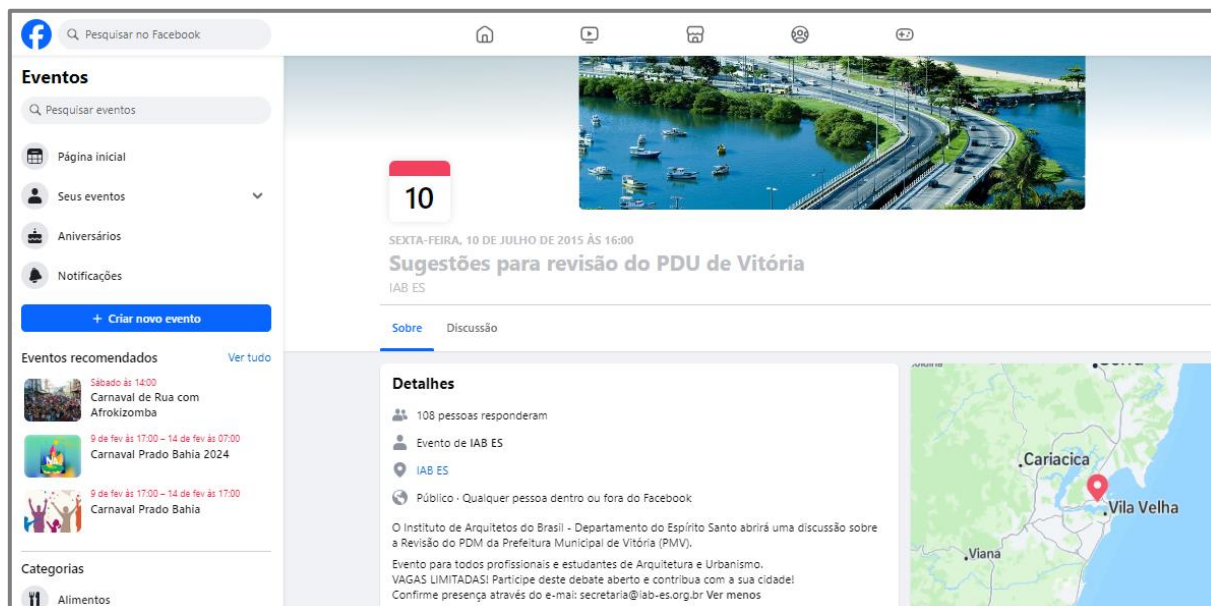 Pesquisar no Facebook
Eventos
Pesquisar eventos
Página inicial
Seus eventos
Aniversários
Notificações
+ Criar novo evento
Eventos recomendados Ver tudo
Sábado às 14:00
Carnaval de Rua com
Afrokizomba
9 de fev às 17:00 – 14 de fev às 07:00
Carnaval Prado Bahia 2024
9 de fev às 17:00 – 14 de fev às 17:00
Carnaval Prado Bahia
Categorias
Alimentos
10
SEXTA-FEIRA, 10 DE JULHO DE 2015 ÀS 16:00
Sugestões para revisão do PDU de Vitória
IAB ES
Sobre Discussão
Detalhes
108 pessoas responderam
Evento de IAB ES
IAB ES
Público · Qualquer pessoa dentro ou fora do Facebook
O Instituto de Arquitetos do Brasil - Departamento do Espírito Santo abrirá uma discussão sobre
a Revisão do PDM da Prefeitura Municipal de Vitória (PMV).
Evento para todos profissionais e estudantes de Arquitetura e Urbanismo.
VAGAS LIMITADAS! Participe deste debate aberto e contribua com a sua cidade!
Confirme presença através do e-mai: secretaria@iab-es.org.br Ver menos
Cariacica
Vila Velha
Viana